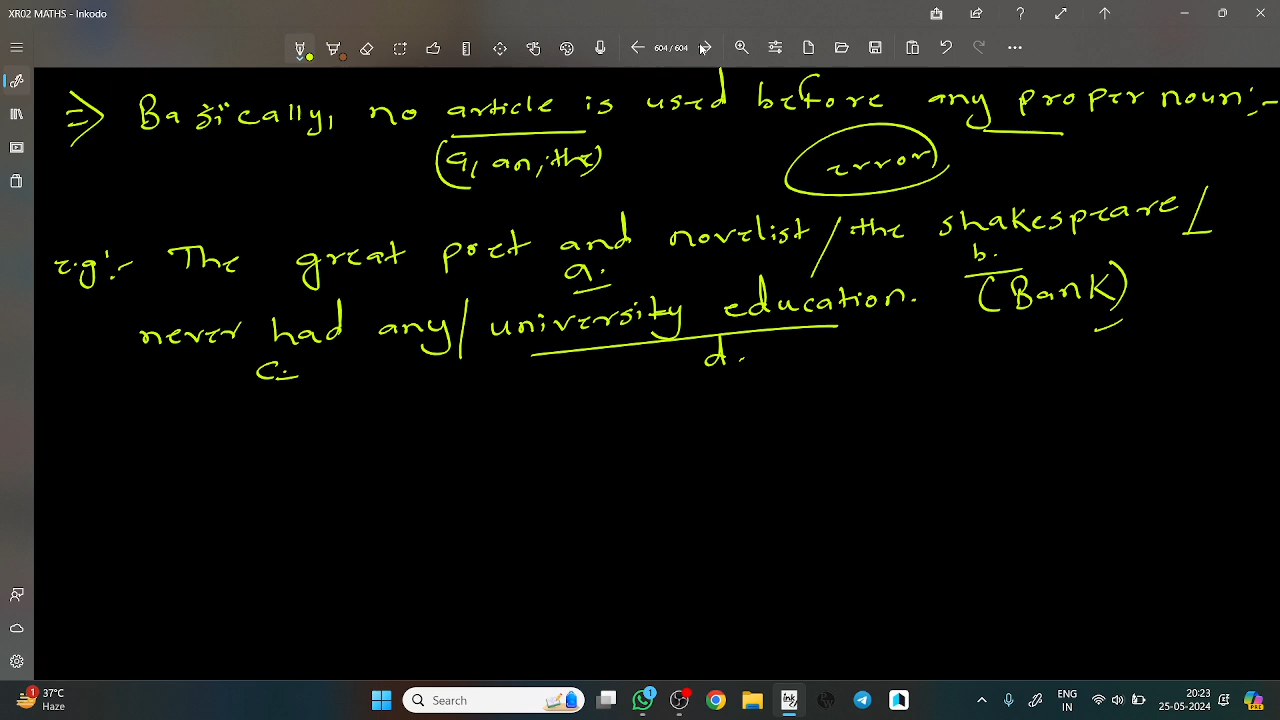 XR02 MATHS - Inkodo
604/604
⇒ Basically, no article is used before any proper noun:-
(a, an, the)
error
e.g:- The great poet and novelist / the shakespeare /
a.
b.
never had any / university education. (Bank)
c.
d.
1
37°C
Haze
Search
1
ENG
IN
20:23
25-05-2024